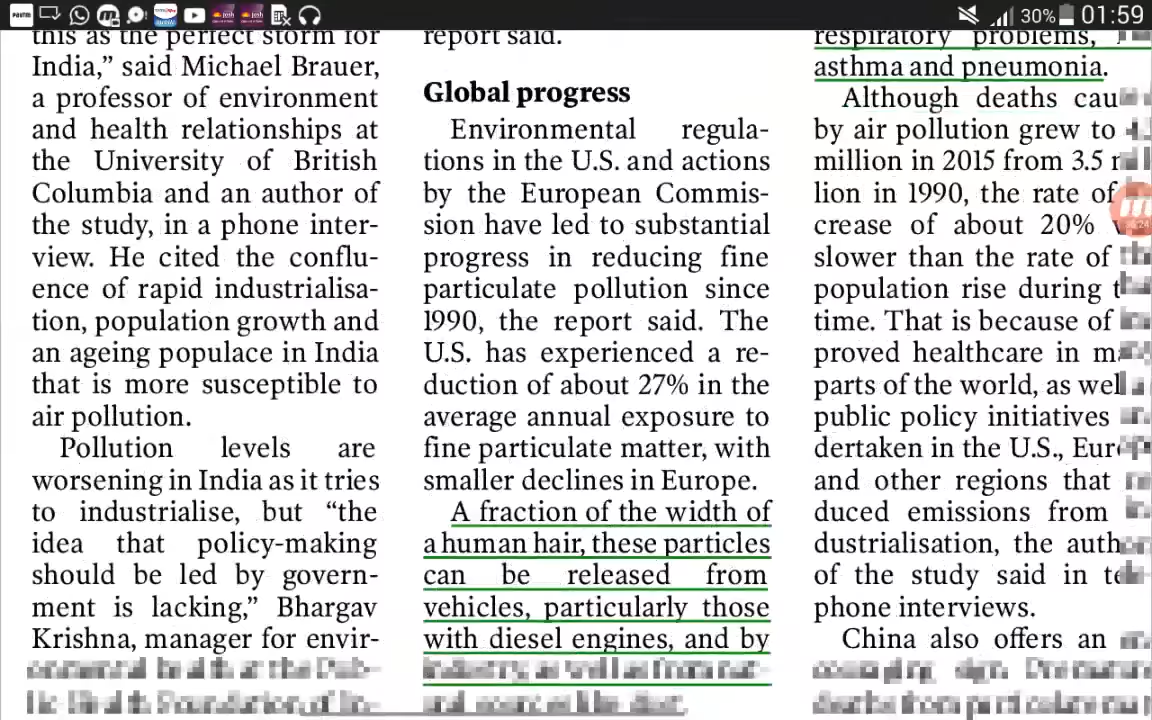 Paytm
30%
01:59
this as the perfect storm for
India,” said Michael Brauer,
a professor of environment
and health relationships at
the University of British
Columbia and an author of
the study, in a phone inter-
view. He cited the conflu-
ence of rapid industrialisa-
tion, population growth and
an ageing populace in India
that is more susceptible to
air pollution.
Pollution levels are
worsening in India as it tries
to industrialise, but “the
idea that policy-making
should be led by govern-
ment is lacking,” Bhargav
Krishna, manager for envir-
report said.
Global progress
Environmental regula-
tions in the U.S. and actions
by the European Commis-
sion have led to substantial
progress in reducing fine
particulate pollution since
1990, the report said. The
U.S. has experienced a re-
duction of about 27% in the
average annual exposure to
fine particulate matter, with
smaller declines in Europe.
A fraction of the width of
a human hair, these particles
can be released from
vehicles, particularly those
with diesel engines, and by
respiratory problems,
asthma and pneumonia.
Although deaths
by air pollution grew to
million in 2015 from 3.5
lion in 1990, the rate of
crease of about 20%
slower than the rate of
population rise during
time. That is because of
proved healthcare in
parts of the world, as
public policy initiatives
dertaken in the U.S.,
and other regions that
duced emissions from
dustrialisation, the
of the study said in
phone interviews.
China also offers an